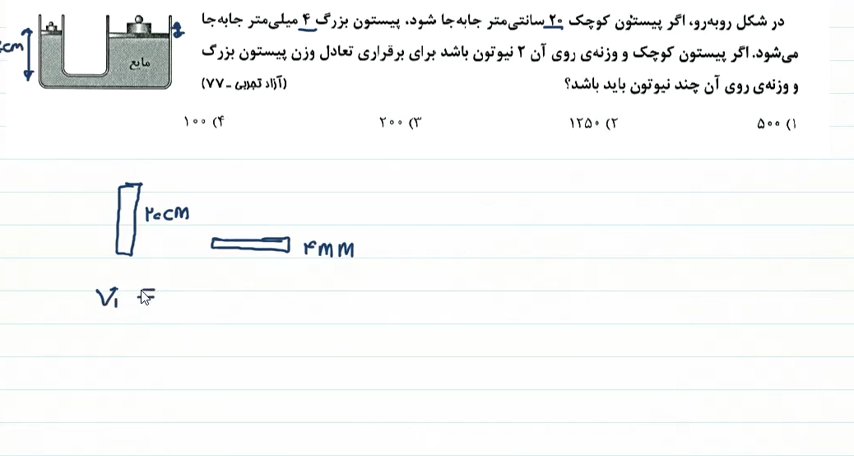 در شکل روبه‌رو، اگر پیستون کوچک ۲۰ سانتی‌متر جابه‌جا شود، پیستون بزرگ ۴ میلی‌متر جابه‌جا
می‌شود. اگر پیستون کوچک و وزنه‌ی روی آن ۲ نیوتون باشد برای برقراری تعادل وزن پیستون بزرگ
و وزنه‌ی روی آن چند نیوتون باید باشد؟ (آزاد تجربی ـ ۷۷)
۱) ۵۰۰ ۲) ۱۲۵۰ ۳) ۲۰۰ ۴) ۱۰۰
cm
مایع
۲۰cm
۴mm
V₁ =